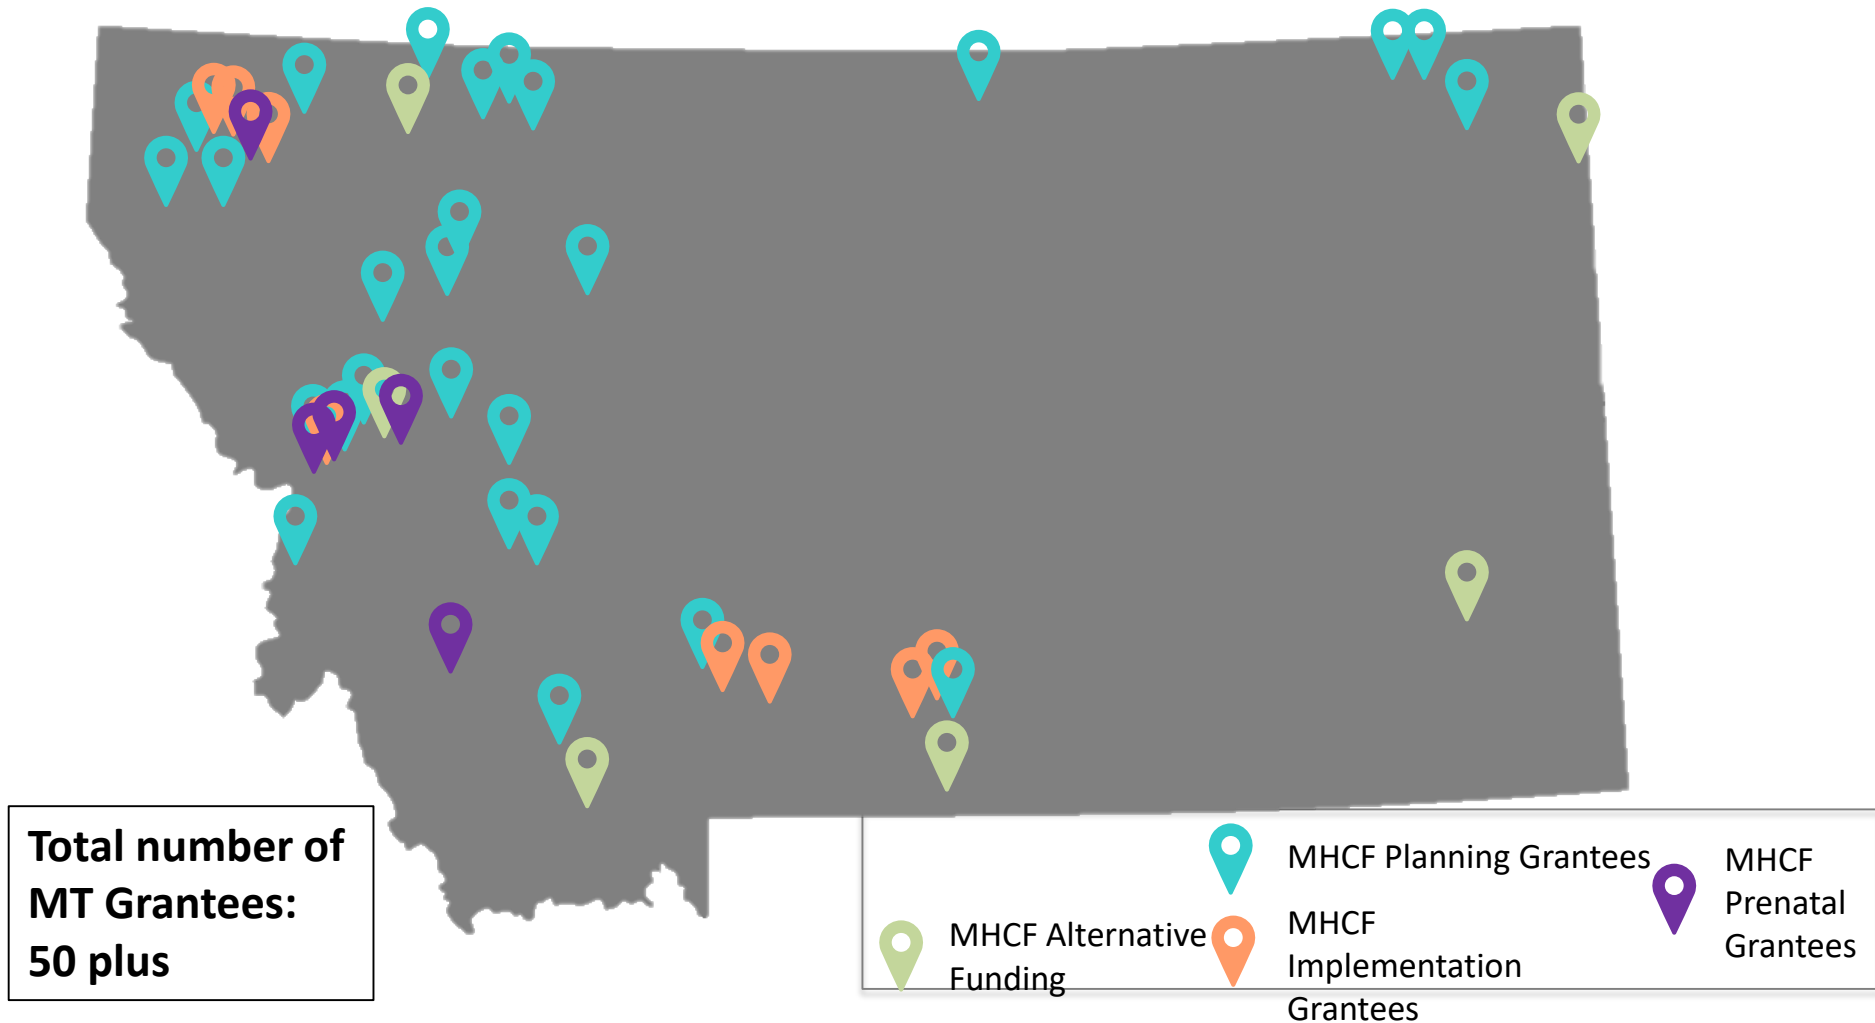 Total number of
MT Grantees:
50 plus
MHCF Planning Grantees
MHCF
Prenatal
Grantees
MHCF Alternative
Funding
MHCF
Implementation
Grantees